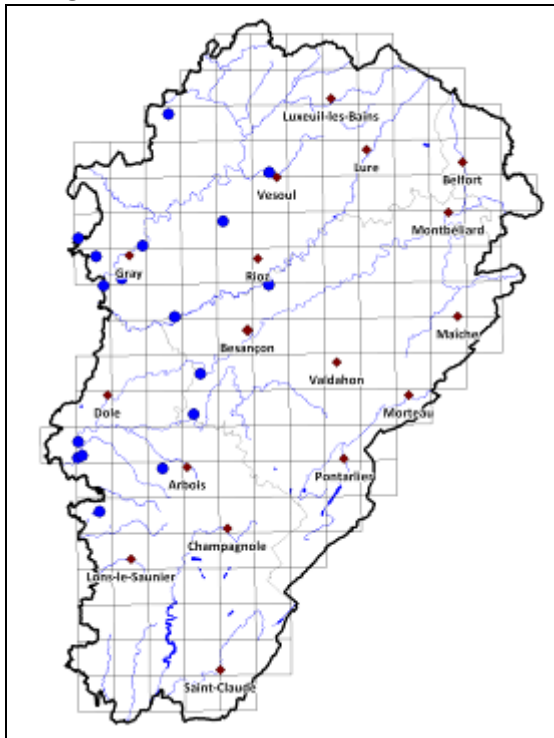 Luxeuil-les-Bains
Lure
Belfort
Vesoul
Montbéliard
Gray
Rioz
Besançon
Maiche
Valdahon
Dole
Morteau
Arbois
Pontarlier
Champagnole
Lons-le-Saunier
Saint-Claude